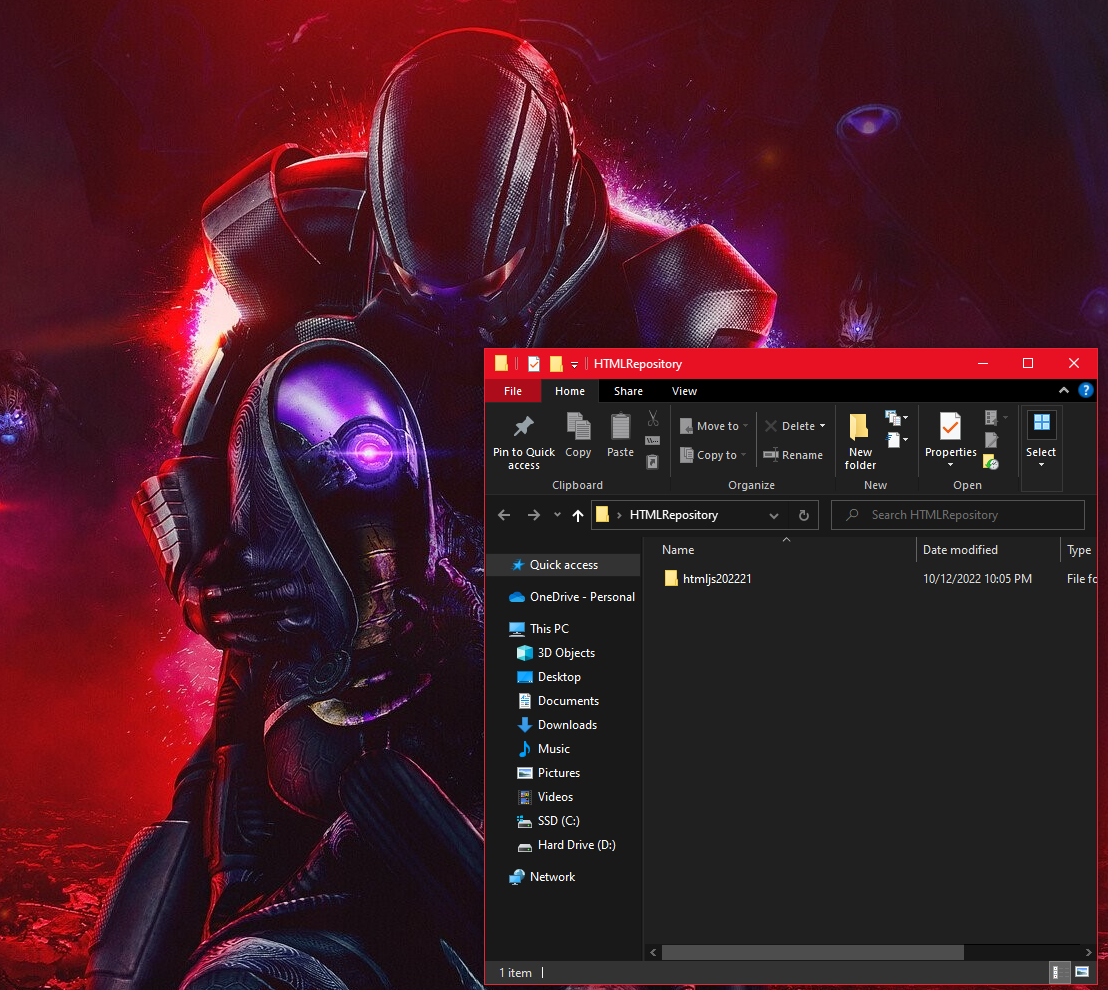 HTMLRepository
File Home Share View
Pin to Quick access
Copy
Paste
Clipboard
Move to
Copy to
Delete
Rename
Organize
New folder
New
Properties
Open
Select
HTMLRepository
Search HTMLRepository
Name Date modified Type
htmljs202221 10/12/2022 10:05 PM File fo
Quick access
OneDrive - Personal
This PC
3D Objects
Desktop
Documents
Downloads
Music
Pictures
Videos
SSD (C:)
Hard Drive (D:)
Network
1 item